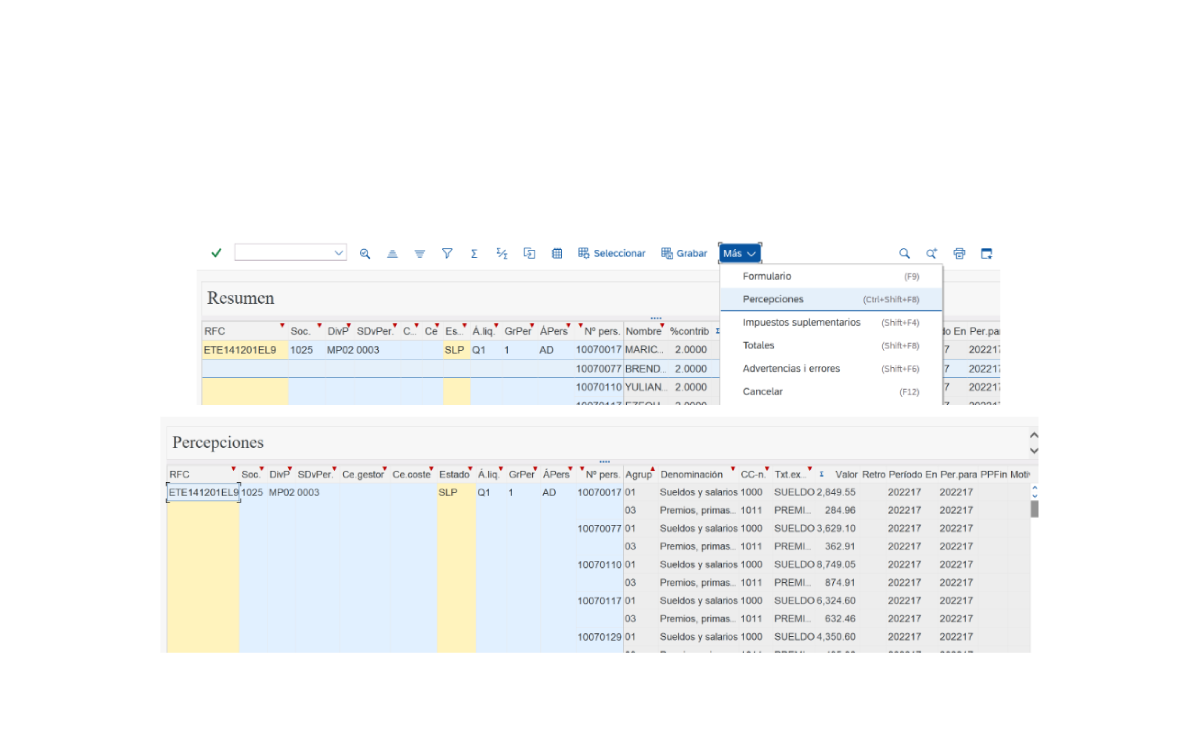 Seleccionar Grabar Más
Formulario (F9)
Resumen
Percepciones (Ctrl+Shift+F8)
Impuestos suplementarios (Shift+F4)
Totales (Shift+F8)
Advertencias i errores (Shift+F6)
Cancelar (F12)
RFC Soc. DivP SDvPer. C.. Ce Es.. Á.liq. GrPer ÁPers Nº pers. Nombre %contrib En Per.pa
ETE141201EL9 1025 MP02 0003 SLP Q1 1 AD 10070017 MARIC... 2.0000 7 20221
10070077 BREND... 2.0000 7 20221
10070110 YULIAN... 2.0000 7 20221
Percepciones
RFC Soc. DivP SDvPer. Ce.gestor Ce.coste Estado Á.liq. GrPer ÁPers Nº pers. Agrup Denominación CC-n. Txt.ex.. Σ Valor Retro Período En Per.para PPFin Moti
ETE141201EL9 1025 MP02 0003 SLP Q1 1 AD 10070017 01 Sueldos y salarios 1000 SUELDO 2,849.55 202217 202217
03 Premios, primas... 1011 PREMI... 284.96 202217 202217
10070077 01 Sueldos y salarios 1000 SUELDO 3,629.10 202217 202217
03 Premios, primas... 1011 PREMI... 362.91 202217 202217
10070110 01 Sueldos y salarios 1000 SUELDO 8,749.05 202217 202217
03 Premios, primas... 1011 PREMI... 874.91 202217 202217
10070117 01 Sueldos y salarios 1000 SUELDO 6,324.60 202217 202217
03 Premios, primas... 1011 PREMI... 632.46 202217 202217
10070129 01 Sueldos y salarios 1000 SUELDO 4,350.60 202217 202217